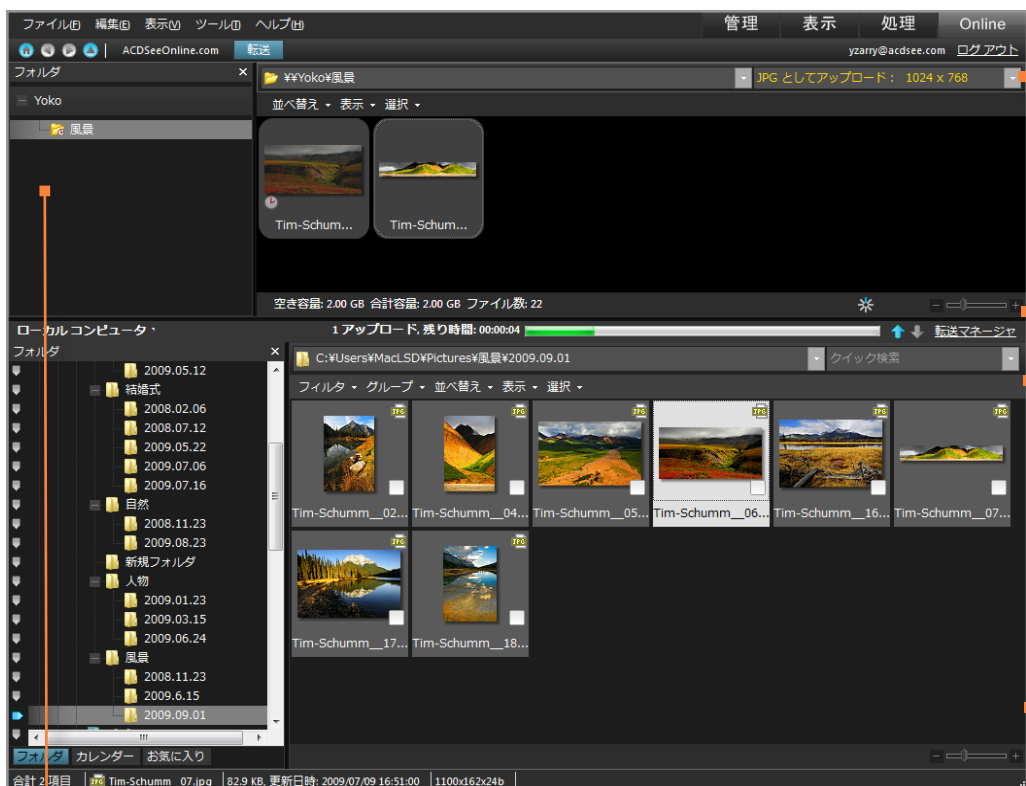 ファイル(F) 編集(E) 表示(V) ツール(T) ヘルプ(H) 管理 表示 処理 Online
ACDSeeOnline.com 転送 yzarry@acdsee.com ログアウト
フォルダ ×
Yoko
風景
¥¥Yoko¥風景 JPG としてアップロード： 1024 x 768
並べ替え 表示 選択
Tim-Schum... Tim-Schum...
空き容量: 2.00 GB 合計容量: 2.00 GB ファイル数: 22
ローカル コンピュータ 1 アップロード, 残り時間: 00:00:04 転送マネージャ
フォルダ ×
2009.05.12
結婚式
2008.02.06
2008.07.12
2009.05.22
2009.07.06
2009.07.16
自然
2008.11.23
2009.08.23
新規フォルダ
人物
2009.01.23
2009.03.15
2009.06.24
風景
2008.11.23
2009.6.15
2009.09.01
フォルダ カレンダー お気に入り
C:¥Users¥MacLSD¥Pictures¥風景¥2009.09.01 クイック検索
フィルタ グループ 並べ替え 表示 選択
JPG JPG JPG JPG JPG JPG
Tim-Schumm__02... Tim-Schumm__04... Tim-Schumm__05... Tim-Schumm__06... Tim-Schumm__16... Tim-Schumm__07...
JPG JPG
Tim-Schumm__17... Tim-Schumm__18...
合計 2 項目 JPG Tim-Schumm_07.jpg 82.9 KB, 更新日時: 2009/07/09 16:51:00 1100x162x24b